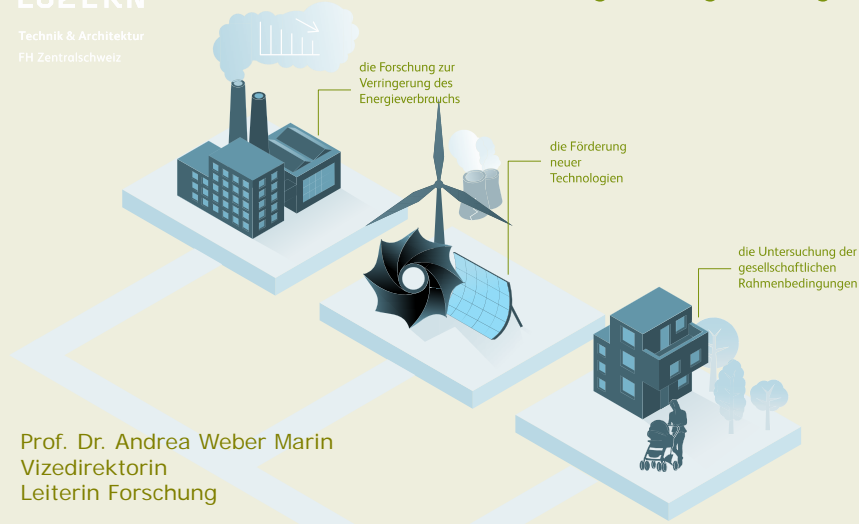 Technik & Architektur
FH Zentralschweiz
die Forschung zur
Verringerung des
Energieverbrauchs
die Förderung
neuer
Technologien
die Untersuchung der
gesellschaftlichen
Rahmenbedingungen
Prof. Dr. Andrea Weber Marin
Vizedirektorin
Leiterin Forschung